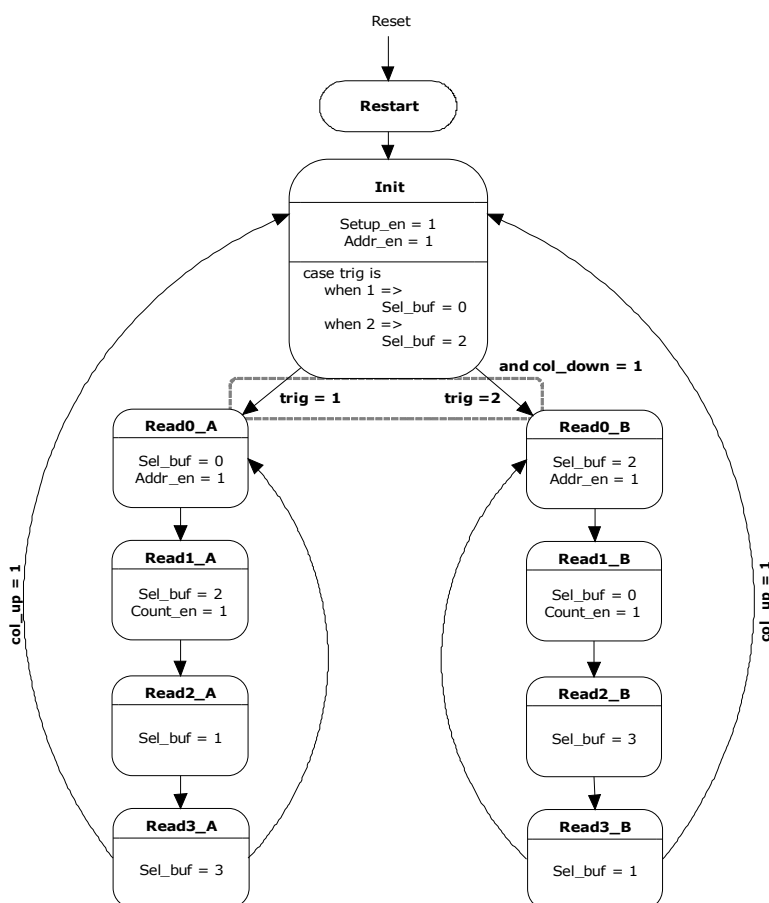 Reset
Restart
Init
Setup_en = 1
Addr_en = 1
case trig is
when 1 =>
Sel_buf = 0
when 2 =>
Sel_buf = 2
and col_down = 1
trig = 1
trig =2
Read0_A
Sel_buf = 0
Addr_en = 1
Read1_A
Sel_buf = 2
Count_en = 1
Read2_A
Sel_buf = 1
Read3_A
Sel_buf = 3
col_up = 1
Read0_B
Sel_buf = 2
Addr_en = 1
Read1_B
Sel_buf = 0
Count_en = 1
Read2_B
Sel_buf = 3
Read3_B
Sel_buf = 1
col_up = 1